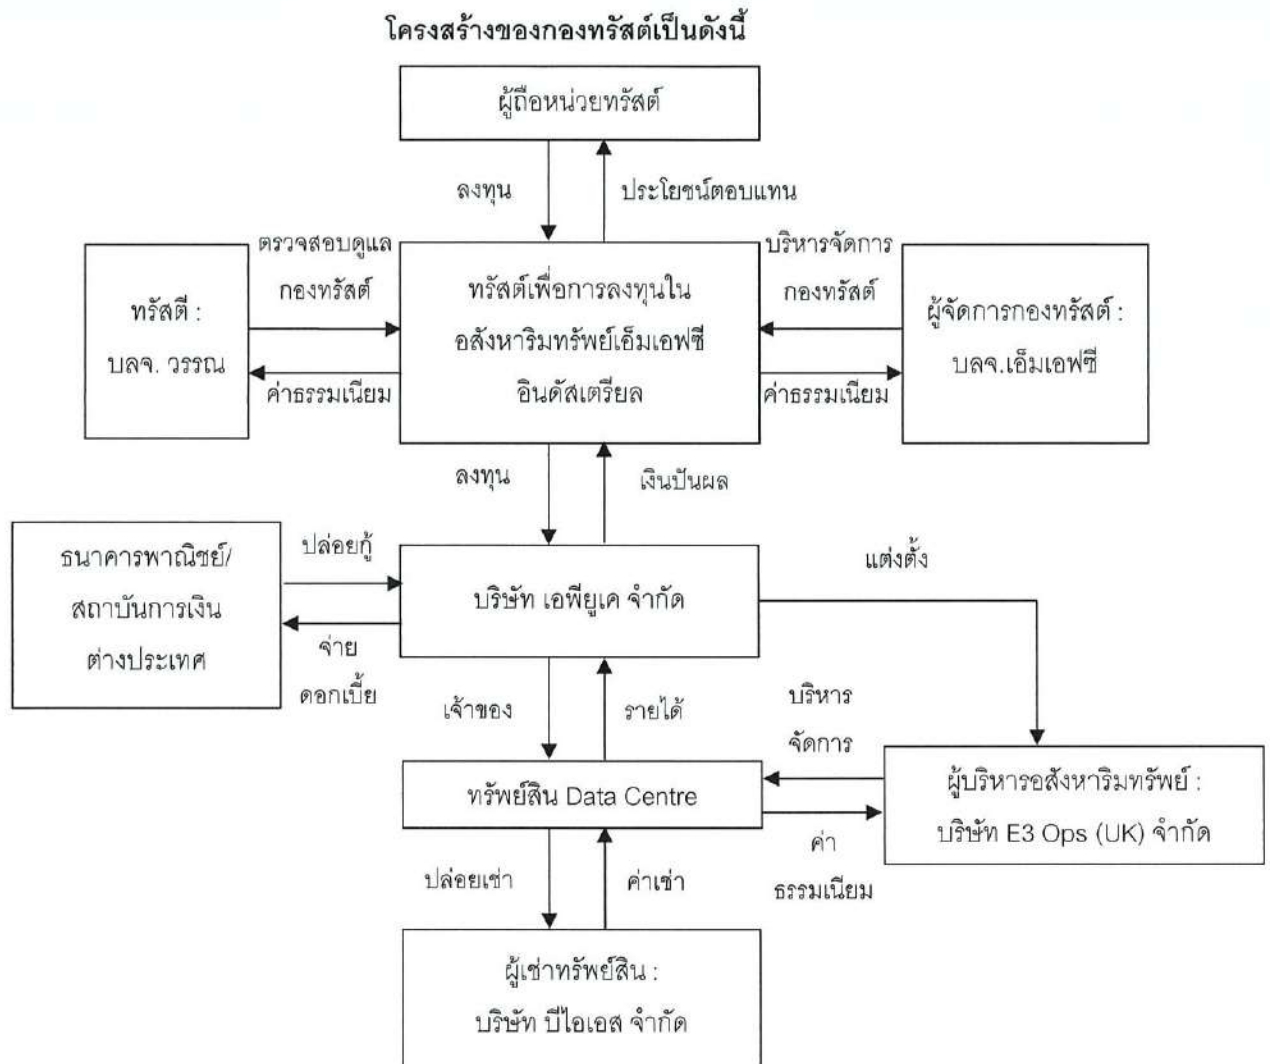 โครงสร้างของกองทรัสต์เป็นดังนี้
ผู้ถือหน่วยทรัสต์
ลงทุน
ประโยชน์ตอบแทน
ตรวจสอบดูแล
กองทรัสต์
บริหารจัดการ
กองทรัสต์
ทรัสตี :
บลจ. วรรณ
ทรัสต์เพื่อการลงทุนใน
อสังหาริมทรัพย์เอ็มเอฟซี
อินดัสเตรียล
ผู้จัดการกองทรัสต์ :
บลจ.เอ็มเอฟซี
ค่าธรรมเนียม
ค่าธรรมเนียม
ลงทุน
เงินปันผล
ธนาคารพาณิชย์/
สถาบันการเงิน
ต่างประเทศ
ปล่อยกู้
จ่าย
ดอกเบี้ย
บริษัท เอพียูเค จำกัด
แต่งตั้ง
เจ้าของ
รายได้
บริหาร
จัดการ
ทรัพย์สิน Data Centre
ผู้บริหารอสังหาริมทรัพย์ :
บริษัท E3 Ops (UK) จำกัด
ค่า
ธรรมเนียม
ปล่อยเช่า
ค่าเช่า
ผู้เช่าทรัพย์สิน :
บริษัท บีไอเอส จำกัด